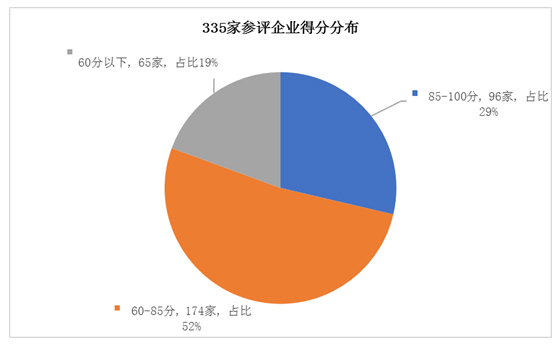 335家参评企业得分分布
60分以下，65家，占比19%
85-100分，96家，占比
29%
60-85分，174家，占比
52%